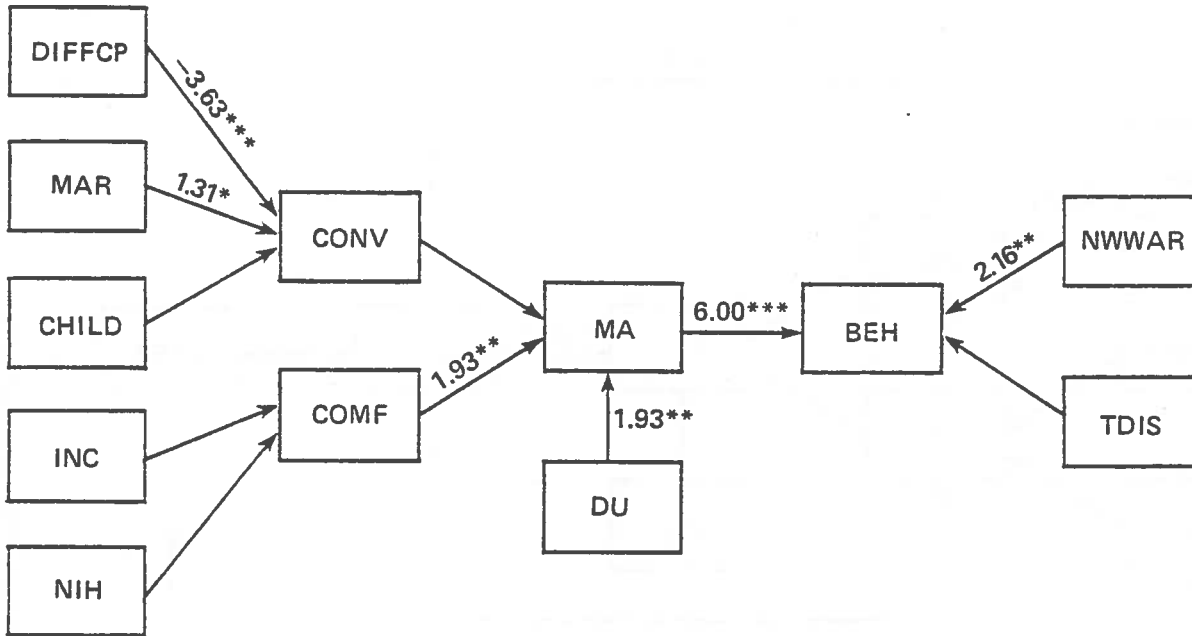 DIFFCP
−3.63***
MAR
1.31*
CONV
CHILD
NWWAR
2.16**
MA
6.00***
BEH
1.93**
COMF
INC
1.93**
TDIS
DU
NIH